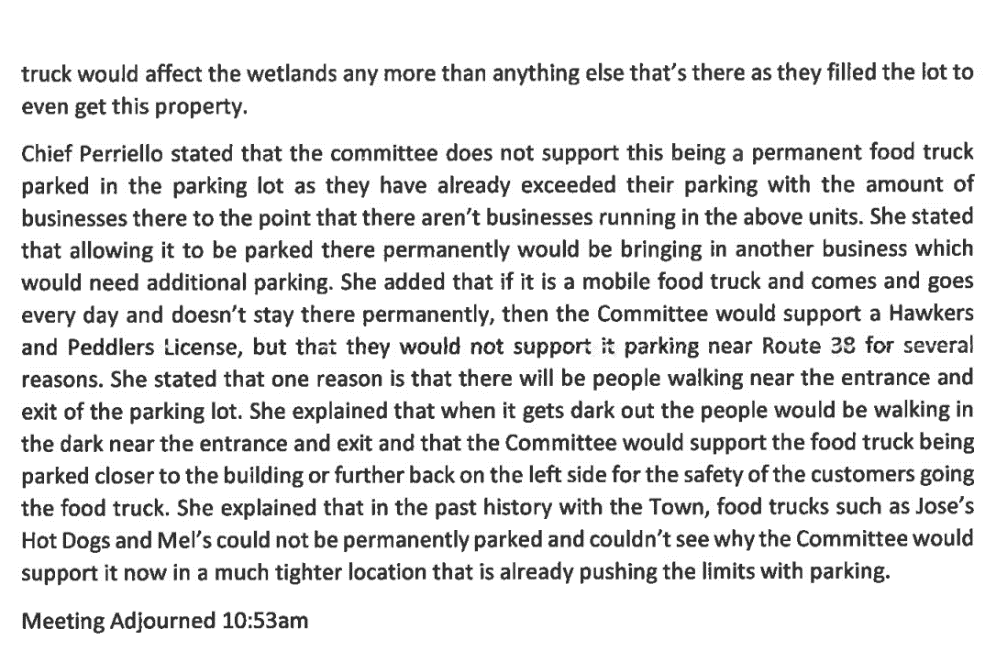 truck would affect the wetlands any more than anything else that's there as they filled the lot to
even get this property.
Chief Perriello stated that the committee does not support this being a permanent food truck
parked in the parking lot as they have already exceeded their parking with the amount of
businesses there to the point that there aren't businesses running in the above units. She stated
that allowing it to be parked there permanently would be bringing in another business which
would need additional parking. She added that if it is a mobile food truck and comes and goes
every day and doesn't stay there permanently, then the Committee would support a Hawkers
and Peddlers License, but that they would not support it parking near Route 38 for several
reasons. She stated that one reason is that there will be people walking near the entrance and
exit of the parking lot. She explained that when it gets dark out the people would be walking in
the dark near the entrance and exit and that the Committee would support the food truck being
parked closer to the building or further back on the left side for the safety of the customers going
the food truck. She explained that in the past history with the Town, food trucks such as Jose's
Hot Dogs and Mel's could not be permanently parked and couldn't see why the Committee would
support it now in a much tighter location that is already pushing the limits with parking.
Meeting Adjourned 10:53am